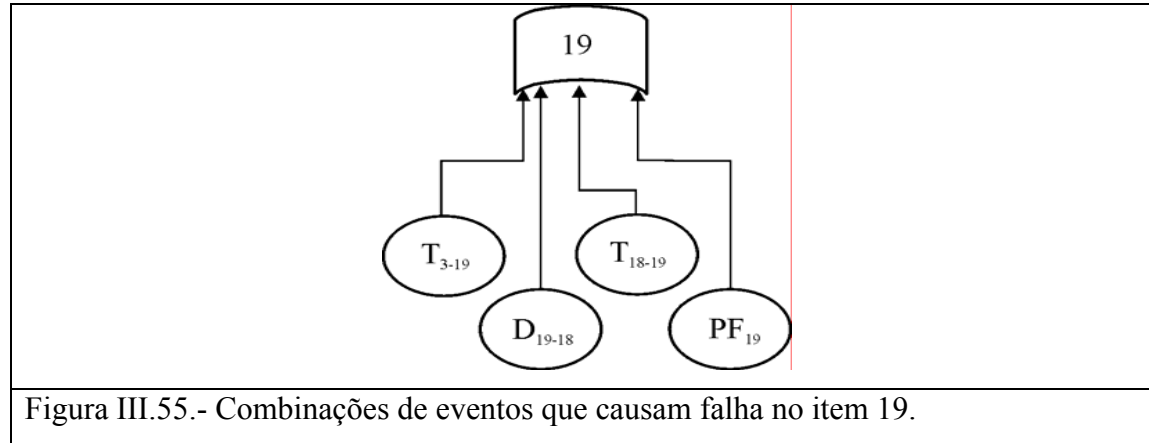 19
T3-19
T18-19
D19-18
PF19
Figura III.55.- Combinações de eventos que causam falha no item 19.